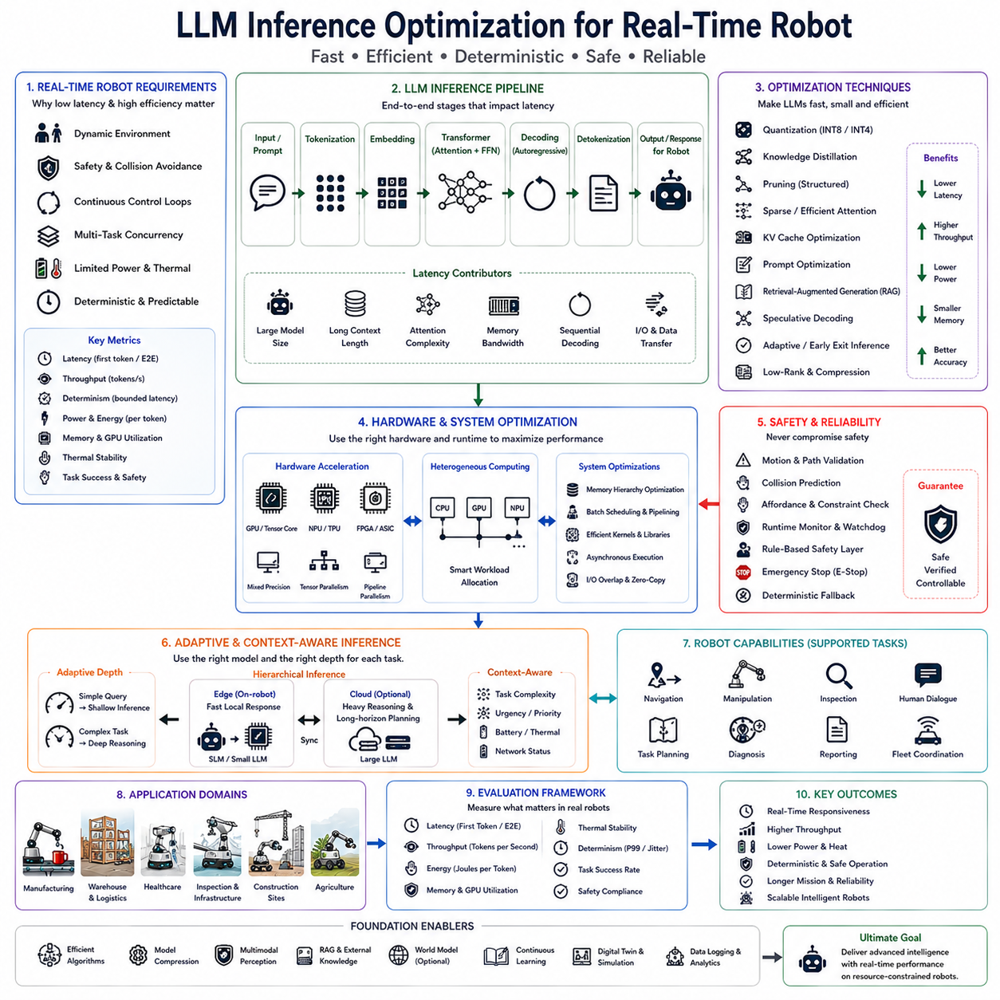 LLM Inference Optimization for Real-Time Robot
Fast • Efficient • Deterministic • Safe • Reliable
1. REAL-TIME ROBOT REQUIREMENTS
Why low latency & high efficiency matter
Dynamic Environment
Safety & Collision Avoidance
Continuous Control Loops
Multi-Task Concurrency
Limited Power & Thermal
Deterministic & Predictable
Key Metrics
Latency (first token / E2E)
Throughput (tokens/s)
Determinism (bounded latency)
Power & Energy (per token)
Memory & GPU Utilization
Thermal Stability
Task Success & Safety
2. LLM INFERENCE PIPELINE
End-to-end stages that impact latency
Input /
Prompt
Tokenization
Embedding
Transformer
(Attention + FFN)
Decoding
(Autoregressive)
Detokenization
Output / Response
for Robot
Latency Contributors
Large Model
Size
Long Context
Length
Attention
Complexity
Memory
Bandwidth
Sequential
Decoding
I/O & Data
Transfer
3. OPTIMIZATION TECHNIQUES
Make LLMs fast, small and efficient
Quantization (INT8 / INT4)
Knowledge Distillation
Pruning (Structured)
Sparse / Efficient Attention
KV Cache Optimization
Prompt Optimization
Retrieval-Augmented Generation (RAG)
Speculative Decoding
Adaptive / Early Exit Inference
Low-Rank & Compression
Benefits
Lower
Latency
Higher
Throughput
Lower
Power
Smaller
Memory
Better
Accuracy
4. HARDWARE & SYSTEM OPTIMIZATION
Use the right hardware and runtime to maximize performance
Hardware Acceleration
GPU / Tensor Core
NPU / TPU
FPGA / ASIC
Mixed Precision
Tensor Parallelism
Pipeline
Parallelism
Heterogeneous Computing
CPU
GPU
NPU
...
Smart Workload
Allocation
System Optimizations
Memory Hierarchy Optimization
Batch Scheduling & Pipelining
Efficient Kernels & Libraries
Asynchronous Execution
I/O Overlap & Zero-Copy
5. SAFETY & RELIABILITY
Never compromise safety
Motion & Path Validation
Collision Prediction
Affordance & Constraint Check
Runtime Monitor & Watchdog
Rule-Based Safety Layer
STOP
Emergency Stop (E-Stop)
Deterministic Fallback
Guarantee
Safe
Verified
Controllable
6. ADAPTIVE & CONTEXT-AWARE INFERENCE
Use the right model and the right depth for each task.
Adaptive Depth
Simple Query
→ Shallow Inference
Complex Task
→ Deep Reasoning
Hierarchical Inference
Edge (On-robot)
Fast Local Response
SLM / Small LLM
Sync
Cloud (Optional)
Heavy Reasoning &
Long-horizon Planning
Large LLM
Context-Aware
Task Complexity
Urgency / Priority
Battery / Thermal
Network Status
7. ROBOT CAPABILITIES (SUPPORTED TASKS)
Navigation
Manipulation
Inspection
Human Dialogue
Task Planning
Diagnosis
Reporting
Fleet Coordination
8. APPLICATION DOMAINS
Manufacturing
Warehouse
& Logistics
Healthcare
Inspection &
Infrastructure
Construction
Sites
Agriculture
9. EVALUATION FRAMEWORK
Measure what matters in real robots
Latency (First Token / E2E)
Throughput (Tokens per Second)
Energy (Joules per Token)
Memory & GPU Utilization
Thermal Stability
Determinism (P99 / Jitter)
Task Success Rate
Safety Compliance
10. KEY OUTCOMES
Real-Time Responsiveness
Higher Throughput
Lower Power & Heat
Deterministic & Safe Operation
Longer Mission & Reliability
Scalable Intelligent Robots
FOUNDATION ENABLERS
Efficient
Algorithms
Model
Compression
Multimodal
Perception
RAG & External
Knowledge
World Model
(Optional)
Continuous
Learning
Digital Twin &
Simulation
Data Logging &
Analytics
Ultimate Goal
Deliver advanced intelligence
with real-time performance
on resource-constrained robots.